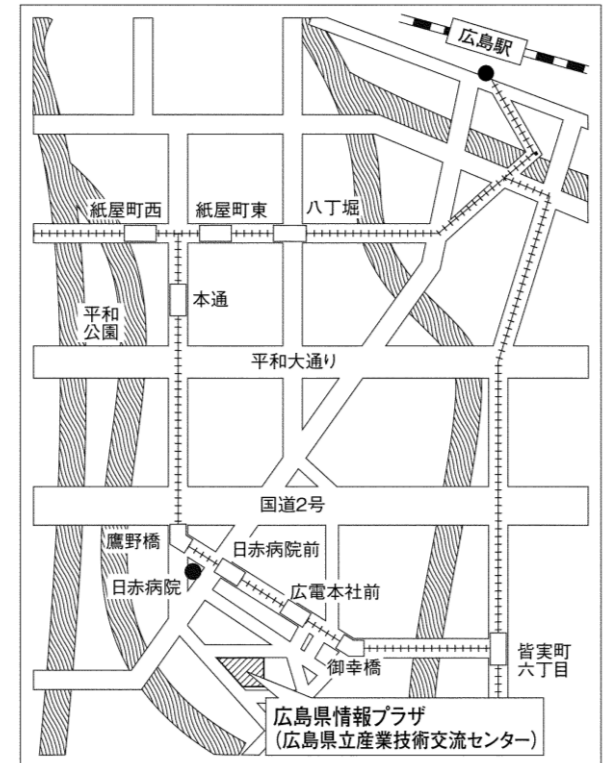 広島駅
紙屋町西
紙屋町東
八丁堀
本通
平和
公園
平和大通り
国道2号
鷹野橋
日赤病院前
日赤病院
広電本社前
御幸橋
皆実町
六丁目
広島県情報プラザ
(広島県立産業技術交流センター)